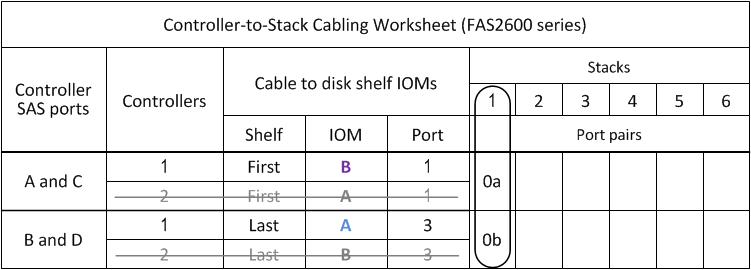 Controller-to-Stack Cabling Worksheet (FAS2600 series)
Controller SAS ports Controllers Cable to disk shelf IOMs Stacks
1 2 3 4 5 6
Shelf IOM Port Port pairs
A and C 1 First B 1 0a
2 First A 1
B and D 1 Last A 3 0b
2 Last B 3